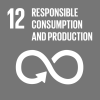 12 RESPONSIBLE
CONSUMPTION
AND PRODUCTION